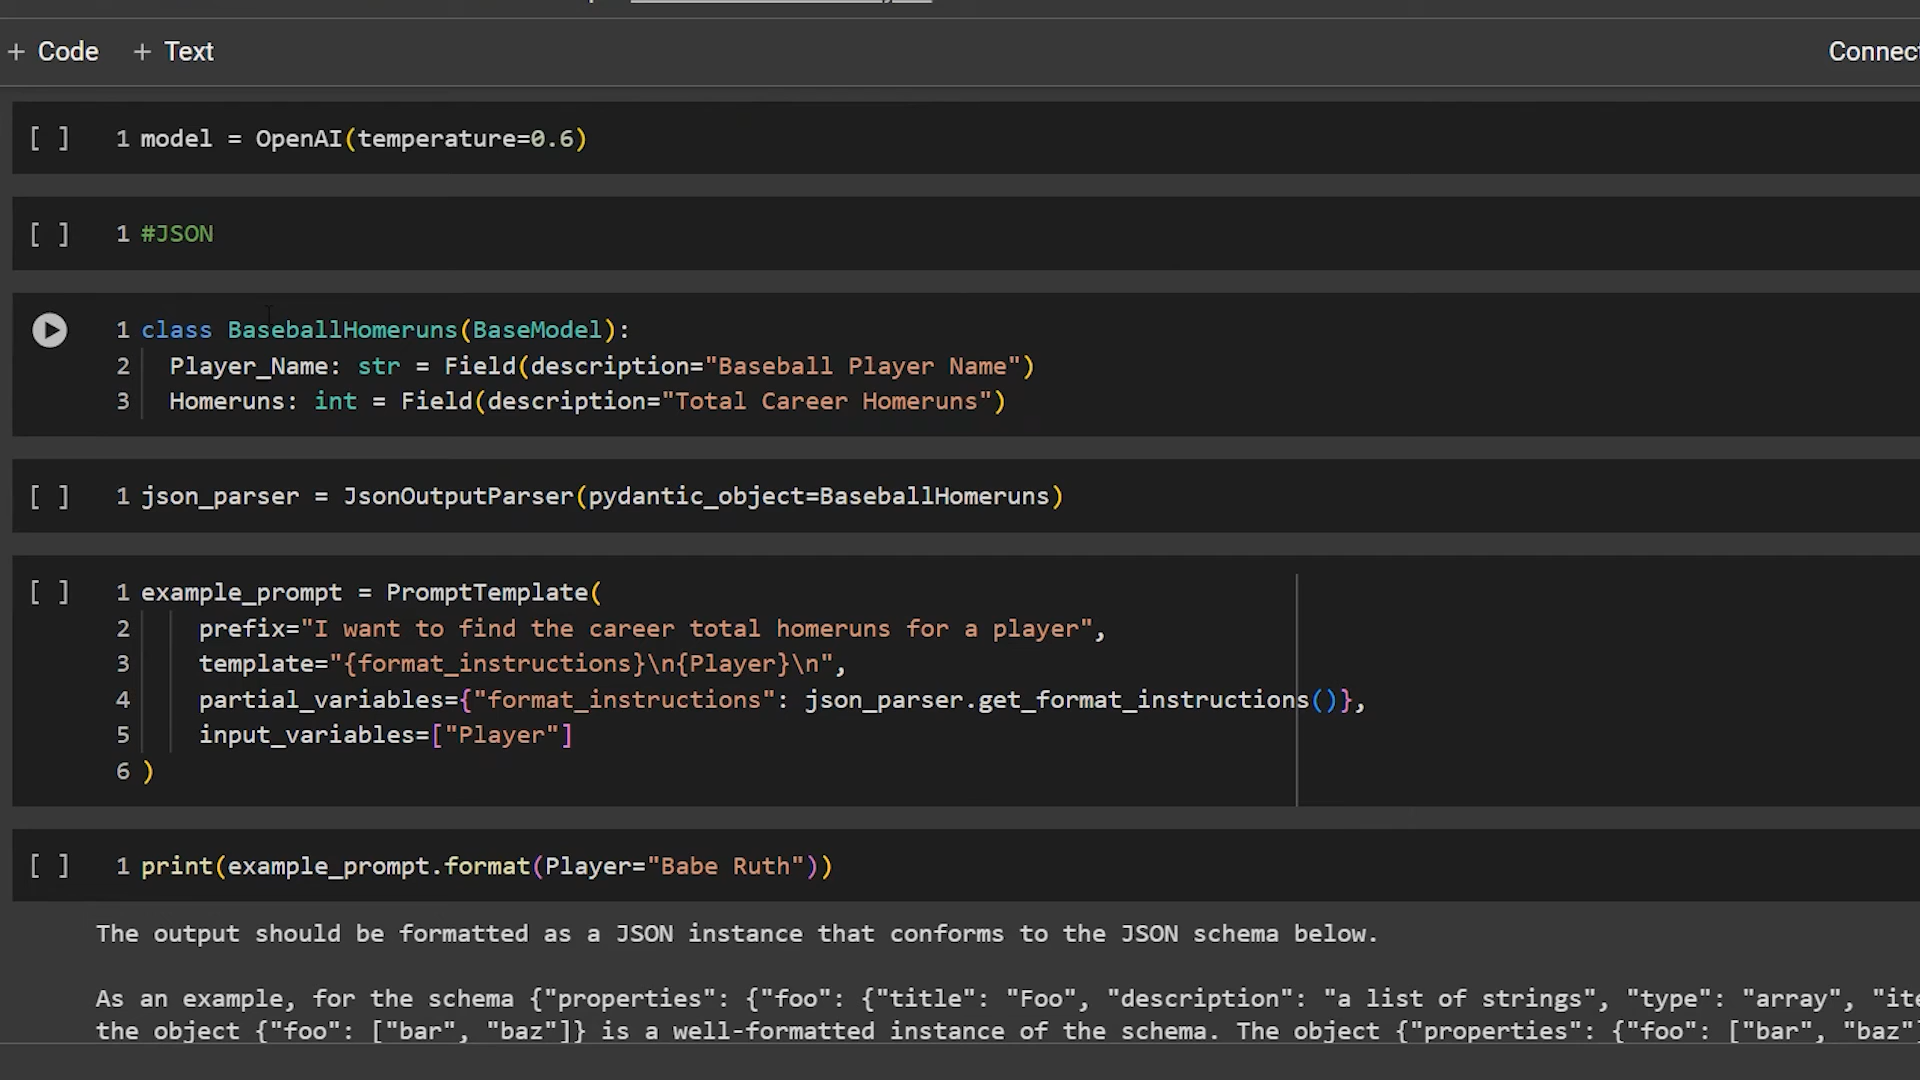 + Code + Text Connect
[ ] 1 model = OpenAI(temperature=0.6)
[ ] 1 #JSON
1 class BaseballHomeruns(BaseModel):
2 Player_Name: str = Field(description="Baseball Player Name")
3 Homeruns: int = Field(description="Total Career Homeruns")
[ ] 1 json_parser = JsonOutputParser(pydantic_object=BaseballHomeruns)
[ ] 1 example_prompt = PromptTemplate(
2 prefix="I want to find the career total homeruns for a player",
3 template="{format_instructions}\n{Player}\n",
4 partial_variables={"format_instructions": json_parser.get_format_instructions()},
5 input_variables=["Player"]
6 )
[ ] 1 print(example_prompt.format(Player="Babe Ruth"))
The output should be formatted as a JSON instance that conforms to the JSON schema below.
As an example, for the schema {"properties": {"foo": {"title": "Foo", "description": "a list of strings", "type": "array", "ite
the object {"foo": ["bar", "baz"]} is a well-formatted instance of the schema. The object {"properties": {"foo": ["bar", "baz"]